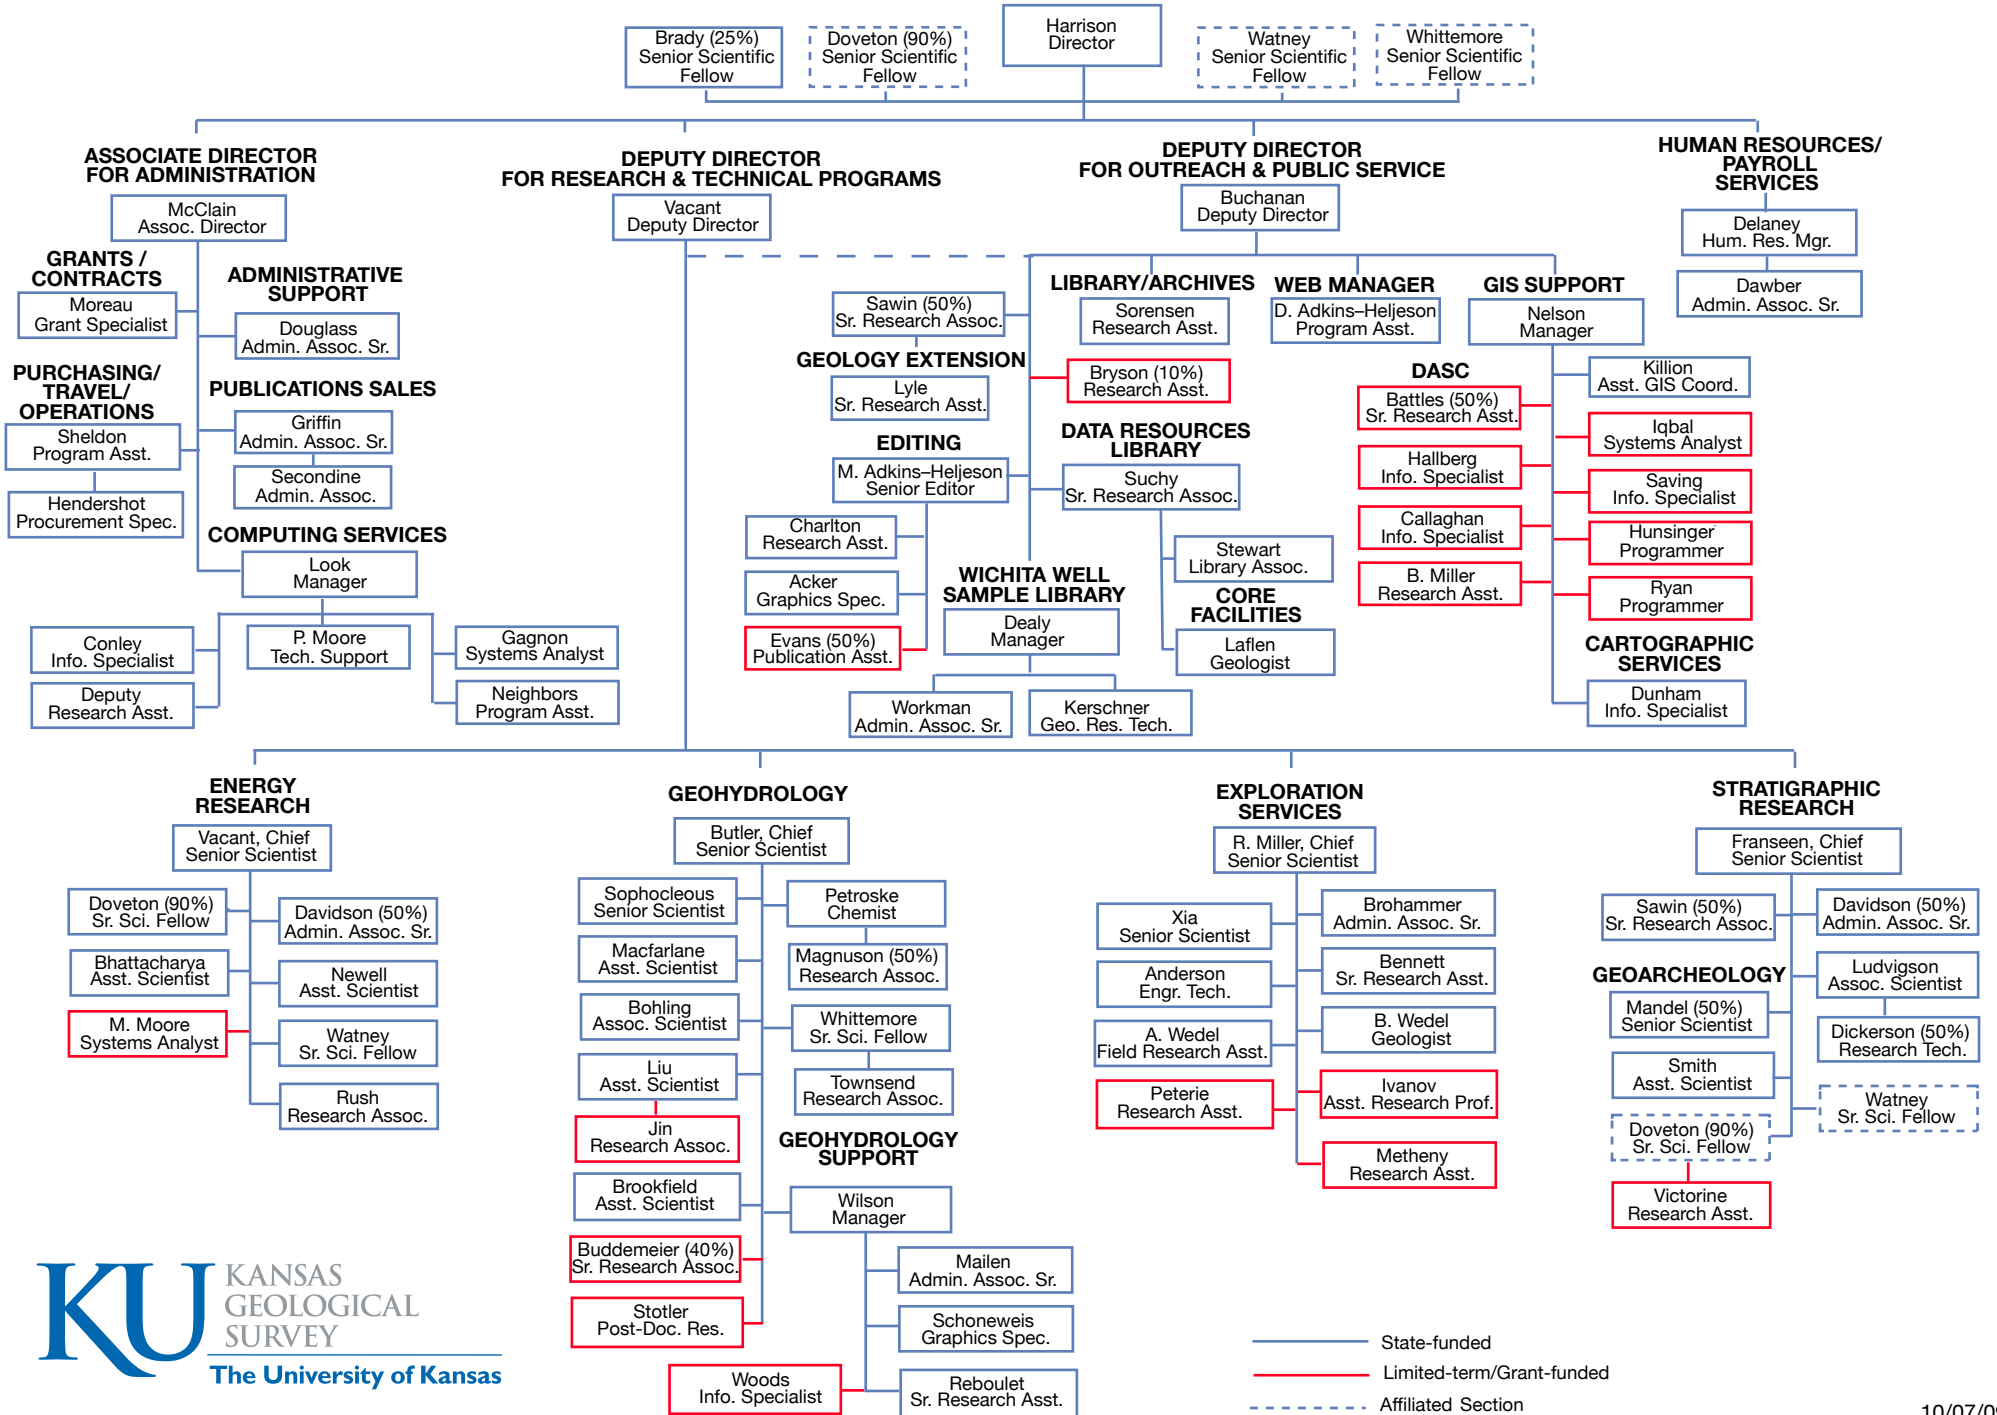 Harrison
Director
Brady (25%)
Senior Scientific
Fellow
Doveton (90%)
Senior Scientific
Fellow
Watney
Senior Scientific
Fellow
Whittemore
Senior Scientific
Fellow
ASSOCIATE DIRECTOR
FOR ADMINISTRATION
McClain
Assoc. Director
GRANTS /
CONTRACTS
Moreau
Grant Specialist
ADMINISTRATIVE
SUPPORT
Douglass
Admin. Assoc. Sr.
PURCHASING/
TRAVEL/
OPERATIONS
Sheldon
Program Asst.
Hendershot
Procurement Spec.
PUBLICATIONS SALES
Griffin
Admin. Assoc. Sr.
Secondine
Admin. Assoc.
COMPUTING SERVICES
Look
Manager
Conley
Info. Specialist
Deputy
Research Asst.
P. Moore
Tech. Support
Gagnon
Systems Analyst
Neighbors
Program Asst.
DEPUTY DIRECTOR
FOR RESEARCH & TECHNICAL PROGRAMS
Vacant
Deputy Director
DEPUTY DIRECTOR
FOR OUTREACH & PUBLIC SERVICE
Buchanan
Deputy Director
Sawin (50%)
Sr. Research Assoc.
GEOLOGY EXTENSION
Lyle
Sr. Research Asst.
EDITING
M. Adkins–Heljeson
Senior Editor
Charlton
Research Asst.
Acker
Graphics Spec.
Evans (50%)
Publication Asst.
LIBRARY/ARCHIVES
Sorensen
Research Asst.
Bryson (10%)
Research Asst.
DATA RESOURCES
LIBRARY
Suchy
Sr. Research Assoc.
Stewart
Library Assoc.
CORE
FACILITIES
Laflen
Geologist
WICHITA WELL
SAMPLE LIBRARY
Dealy
Manager
Workman
Admin. Assoc. Sr.
Kerschner
Geo. Res. Tech.
WEB MANAGER
D. Adkins–Heljeson
Program Asst.
GIS SUPPORT
Nelson
Manager
Killion
Asst. GIS Coord.
DASC
Battles (50%)
Sr. Research Asst.
Iqbal
Systems Analyst
Hallberg
Info. Specialist
Saving
Info. Specialist
Callaghan
Info. Specialist
Hunsinger
Programmer
B. Miller
Research Asst.
Ryan
Programmer
CARTOGRAPHIC
SERVICES
Dunham
Info. Specialist
HUMAN RESOURCES/
PAYROLL
SERVICES
Delaney
Hum. Res. Mgr.
Dawber
Admin. Assoc. Sr.
ENERGY
RESEARCH
Vacant, Chief
Senior Scientist
Doveton (90%)
Sr. Sci. Fellow
Davidson (50%)
Admin. Assoc. Sr.
Bhattacharya
Asst. Scientist
Newell
Asst. Scientist
M. Moore
Systems Analyst
Watney
Sr. Sci. Fellow
Rush
Research Assoc.
GEOHYDROLOGY
Butler, Chief
Senior Scientist
Sophocleous
Senior Scientist
Petroske
Chemist
Macfarlane
Asst. Scientist
Magnuson (50%)
Research Assoc.
Bohling
Assoc. Scientist
Whittemore
Sr. Sci. Fellow
Liu
Asst. Scientist
Townsend
Research Assoc.
Jin
Research Assoc.
GEOHYDROLOGY
SUPPORT
Brookfield
Asst. Scientist
Wilson
Manager
Buddemeier (40%)
Sr. Research Assoc.
Mailen
Admin. Assoc. Sr.
Stotler
Post-Doc. Res.
Schoneweis
Graphics Spec.
Woods
Info. Specialist
Reboulet
Sr. Research Asst.
EXPLORATION
SERVICES
R. Miller, Chief
Senior Scientist
Xia
Senior Scientist
Brohammer
Admin. Assoc. Sr.
Anderson
Engr. Tech.
Bennett
Sr. Research Asst.
A. Wedel
Field Research Asst.
B. Wedel
Geologist
Peterie
Research Asst.
Ivanov
Asst. Research Prof.
Metheny
Research Asst.
STRATIGRAPHIC
RESEARCH
Franseen, Chief
Senior Scientist
Sawin (50%)
Sr. Research Assoc.
Davidson (50%)
Admin. Assoc. Sr.
GEOARCHEOLOGY
Mandel (50%)
Senior Scientist
Ludvigson
Assoc. Scientist
Smith
Asst. Scientist
Dickerson (50%)
Research Tech.
Doveton (90%)
Sr. Sci. Fellow
Watney
Sr. Sci. Fellow
Victorine
Research Asst.
KU
KANSAS
GEOLOGICAL
SURVEY
The University of Kansas
State-funded
Limited-term/Grant-funded
Affiliated Section